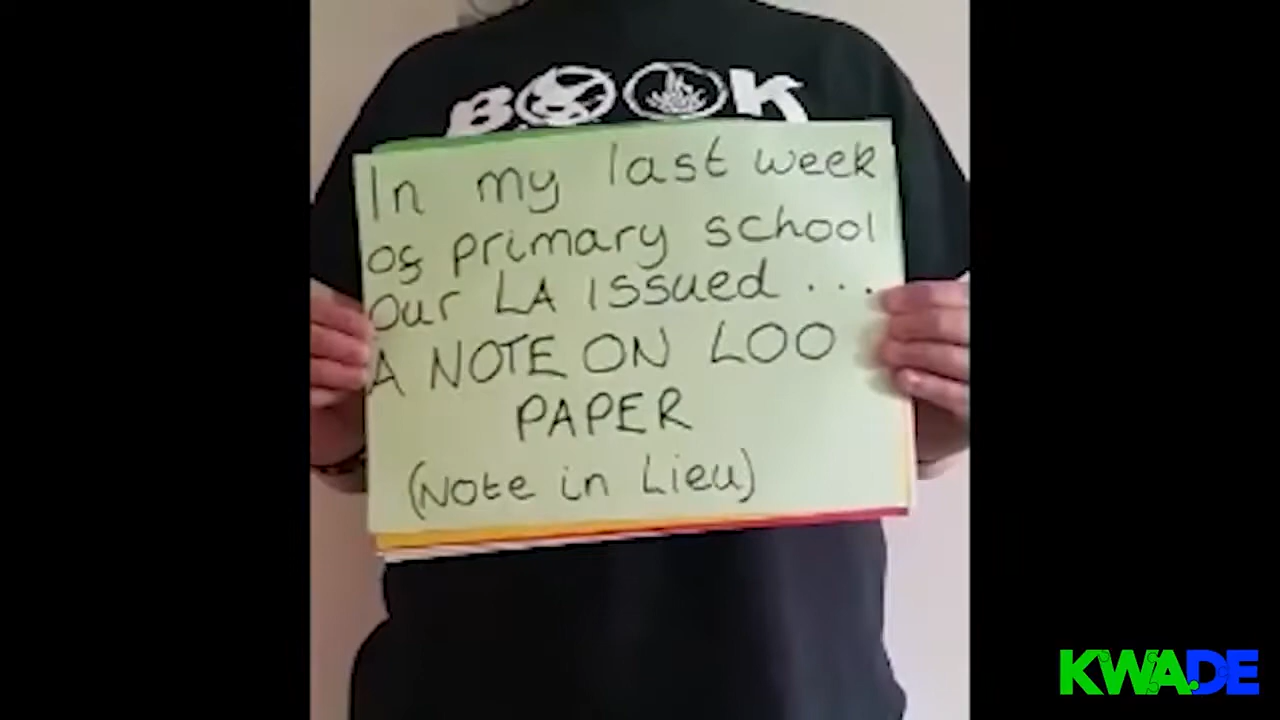 BOOK
In my last week
of primary school
our LA issued ...
A NOTE ON LOO
PAPER
(Note in Lieu)
KWADE